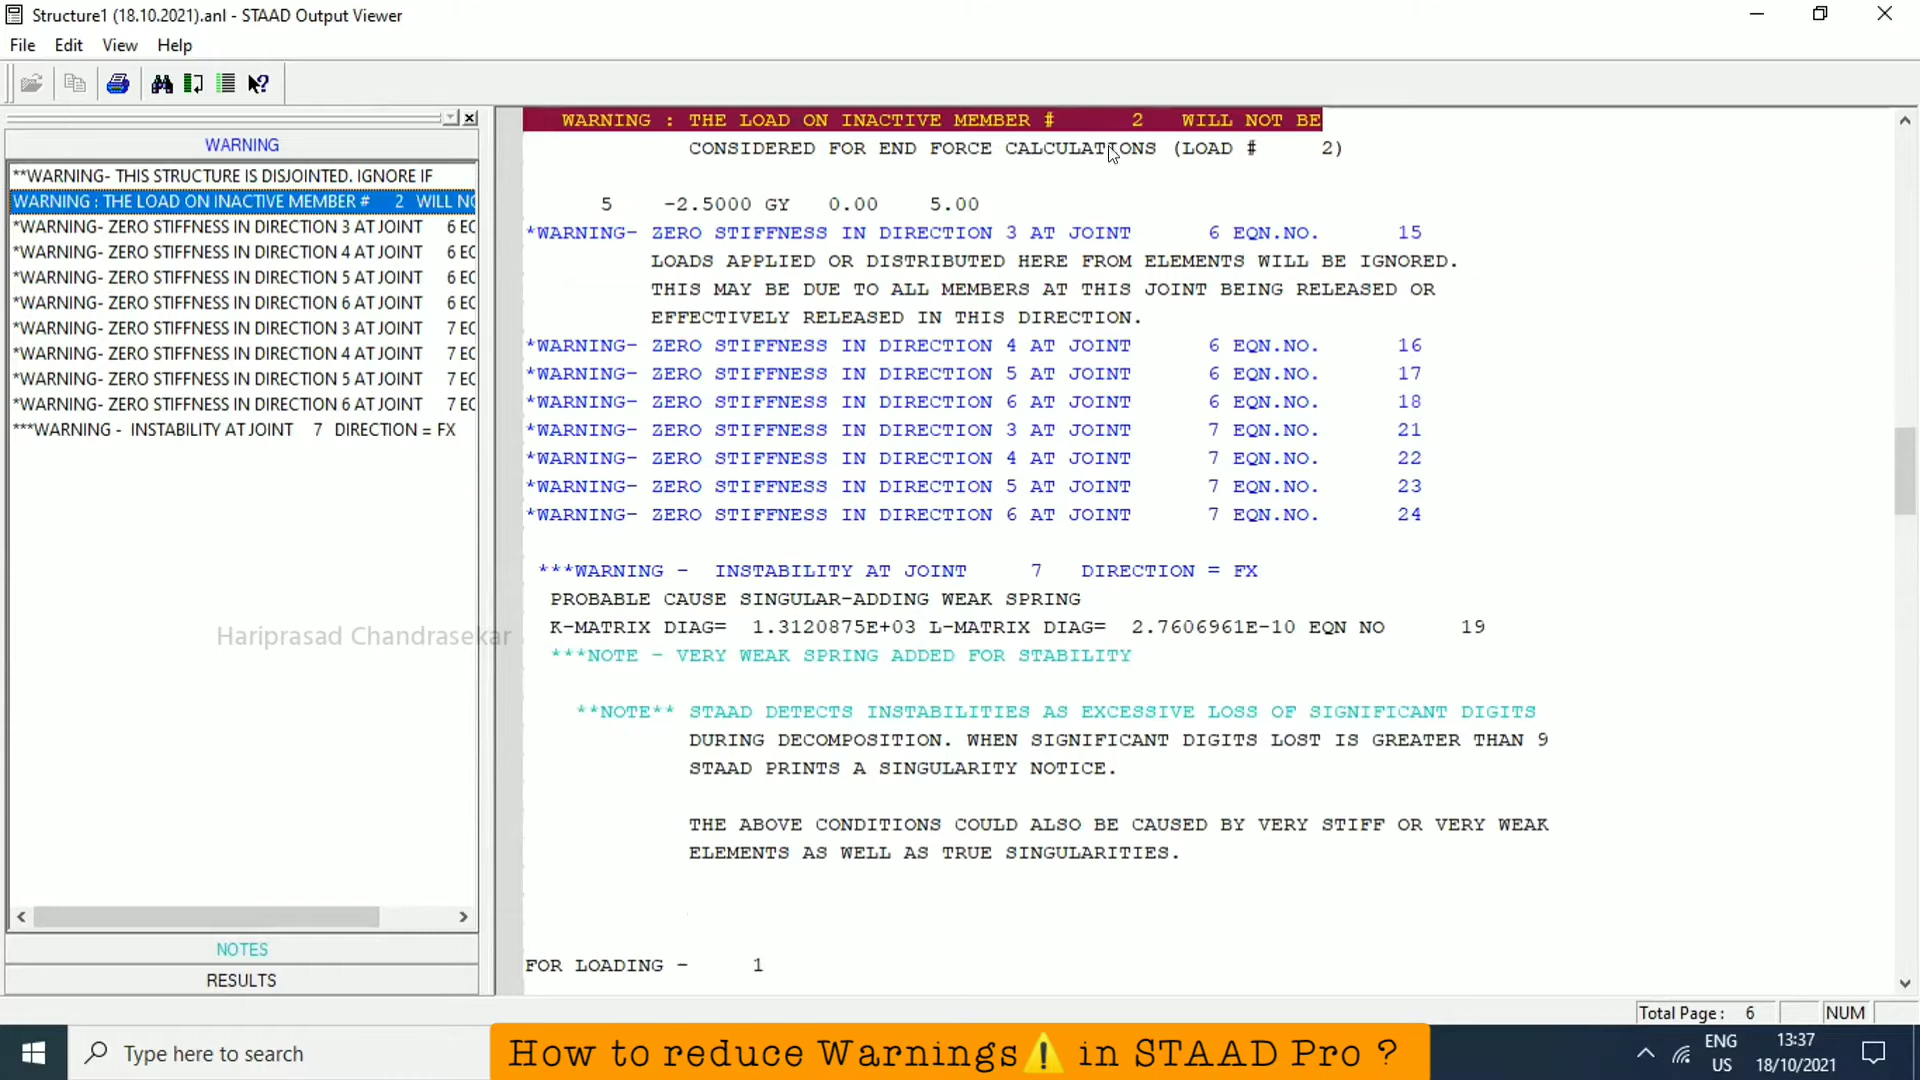 Structure1 (18.10.2021).anl - STAAD Output Viewer
File Edit View Help
WARNING
**WARNING- THIS STRUCTURE IS DISJOINTED. IGNORE IF
WARNING : THE LOAD ON INACTIVE MEMBER # 2 WILL NO
*WARNING- ZERO STIFFNESS IN DIRECTION 3 AT JOINT 6 EQ
*WARNING- ZERO STIFFNESS IN DIRECTION 4 AT JOINT 6 EQ
*WARNING- ZERO STIFFNESS IN DIRECTION 5 AT JOINT 6 EQ
*WARNING- ZERO STIFFNESS IN DIRECTION 6 AT JOINT 6 EQ
*WARNING- ZERO STIFFNESS IN DIRECTION 3 AT JOINT 7 EQ
*WARNING- ZERO STIFFNESS IN DIRECTION 4 AT JOINT 7 EQ
*WARNING- ZERO STIFFNESS IN DIRECTION 5 AT JOINT 7 EQ
*WARNING- ZERO STIFFNESS IN DIRECTION 6 AT JOINT 7 EQ
***WARNING - INSTABILITY AT JOINT 7 DIRECTION = FX
NOTES
RESULTS
WARNING : THE LOAD ON INACTIVE MEMBER # 2 WILL NOT BE
CONSIDERED FOR END FORCE CALCULATIONS (LOAD # 2)
5 -2.5000 GY 0.00 5.00
*WARNING- ZERO STIFFNESS IN DIRECTION 3 AT JOINT 6 EQN.NO. 15
LOADS APPLIED OR DISTRIBUTED HERE FROM ELEMENTS WILL BE IGNORED.
THIS MAY BE DUE TO ALL MEMBERS AT THIS JOINT BEING RELEASED OR
EFFECTIVELY RELEASED IN THIS DIRECTION.
*WARNING- ZERO STIFFNESS IN DIRECTION 4 AT JOINT 6 EQN.NO. 16
*WARNING- ZERO STIFFNESS IN DIRECTION 5 AT JOINT 6 EQN.NO. 17
*WARNING- ZERO STIFFNESS IN DIRECTION 6 AT JOINT 6 EQN.NO. 18
*WARNING- ZERO STIFFNESS IN DIRECTION 3 AT JOINT 7 EQN.NO. 21
*WARNING- ZERO STIFFNESS IN DIRECTION 4 AT JOINT 7 EQN.NO. 22
*WARNING- ZERO STIFFNESS IN DIRECTION 5 AT JOINT 7 EQN.NO. 23
*WARNING- ZERO STIFFNESS IN DIRECTION 6 AT JOINT 7 EQN.NO. 24
***WARNING - INSTABILITY AT JOINT 7 DIRECTION = FX
PROBABLE CAUSE SINGULAR-ADDING WEAK SPRING
K-MATRIX DIAG= 1.3120875E+03 L-MATRIX DIAG= 2.7606961E-10 EQN NO 19
***NOTE - VERY WEAK SPRING ADDED FOR STABILITY
**NOTE** STAAD DETECTS INSTABILITIES AS EXCESSIVE LOSS OF SIGNIFICANT DIGITS
DURING DECOMPOSITION. WHEN SIGNIFICANT DIGITS LOST IS GREATER THAN 9
STAAD PRINTS A SINGULARITY NOTICE.
THE ABOVE CONDITIONS COULD ALSO BE CAUSED BY VERY STIFF OR VERY WEAK
ELEMENTS AS WELL AS TRUE SINGULARITIES.
FOR LOADING - 1
Hariprasad Chandrasekar
Total Page : 6 NUM
Type here to search
How to reduce Warnings⚠️ in STAAD Pro ?
ENG
US
13:37
18/10/2021